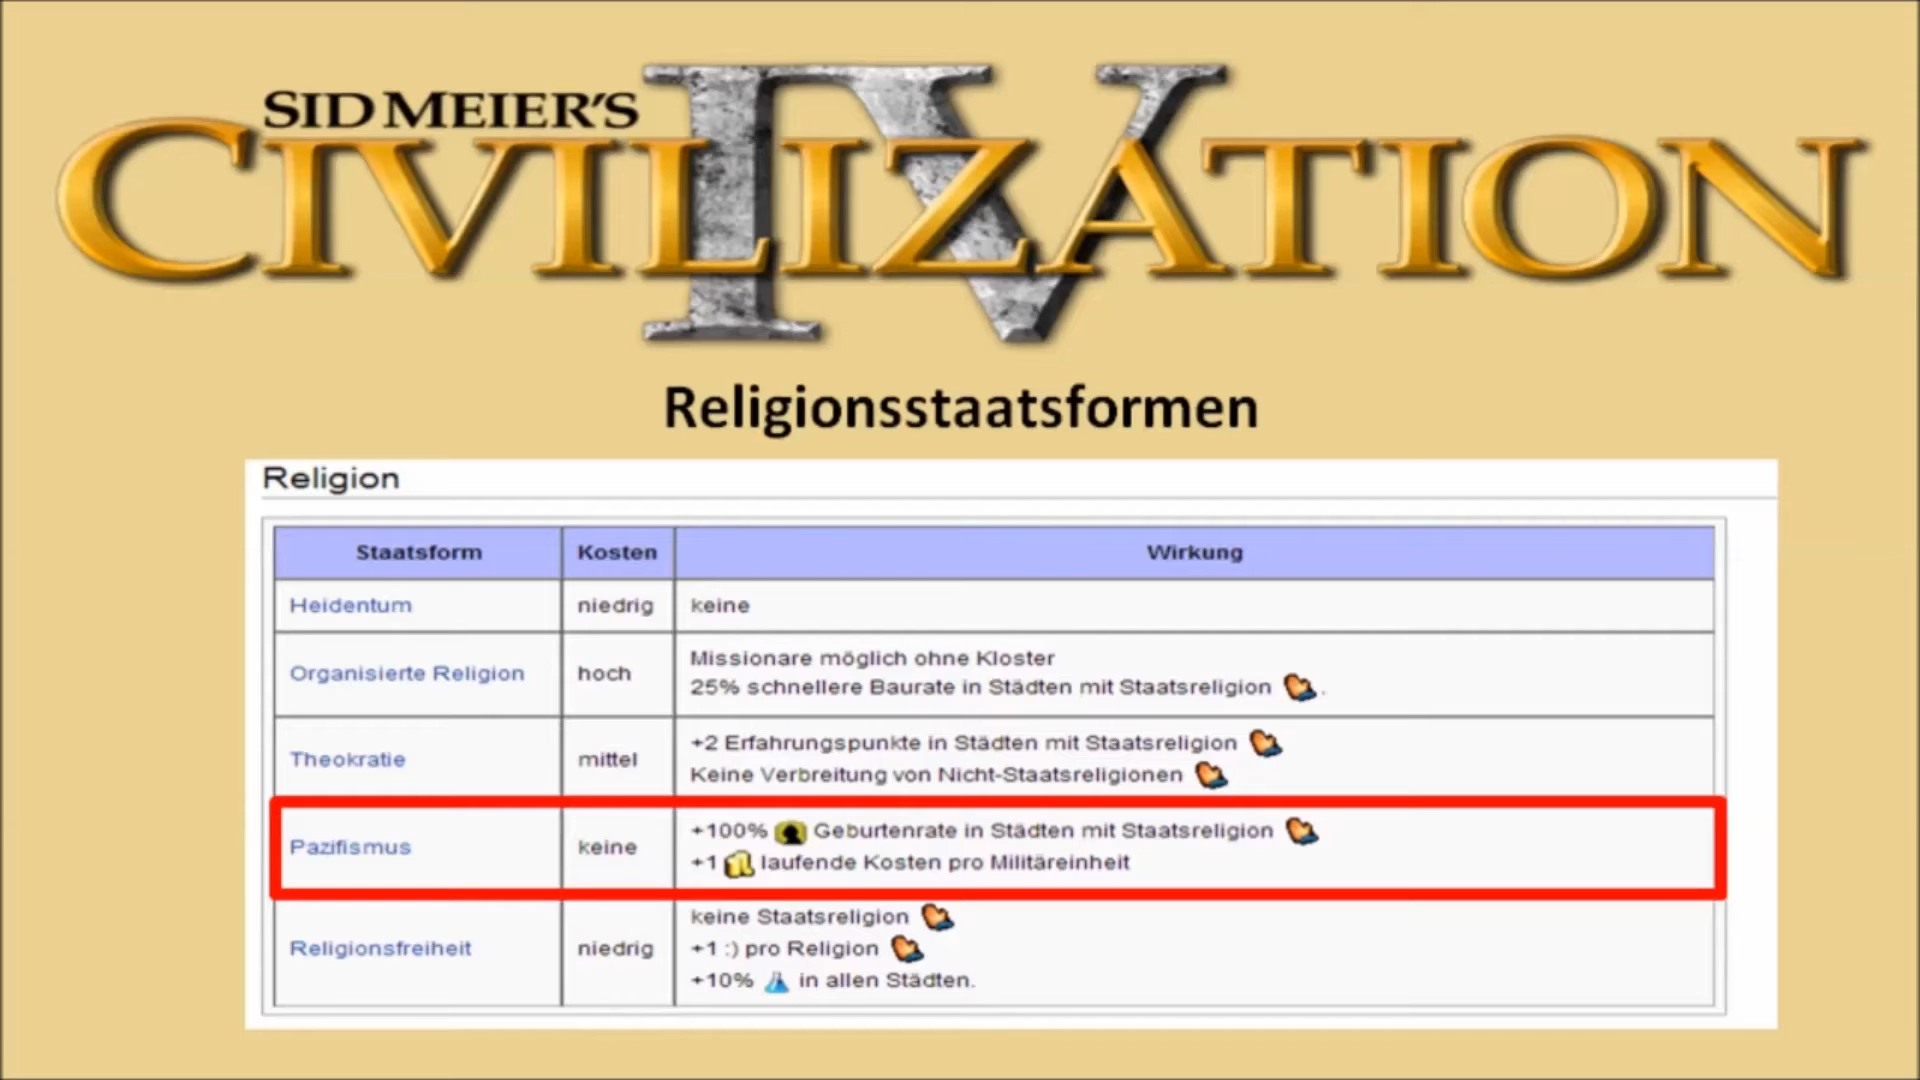 SID MEIER'S
CIVILIZATION
IV
Religionsstaatsformen
Religion
Staatsform Kosten Wirkung
Heidentum niedrig keine
Organisierte Religion hoch Missionare möglich ohne Kloster
25% schnellere Baurate in Städten mit Staatsreligion .
Theokratie mittel +2 Erfahrungspunkte in Städten mit Staatsreligion
Keine Verbreitung von Nicht-Staatsreligionen
Pazifismus keine +100% Geburtenrate in Städten mit Staatsreligion
+1 laufende Kosten pro Militäreinheit
Religionsfreiheit niedrig keine Staatsreligion
+1 :) pro Religion
+10% in allen Städten.